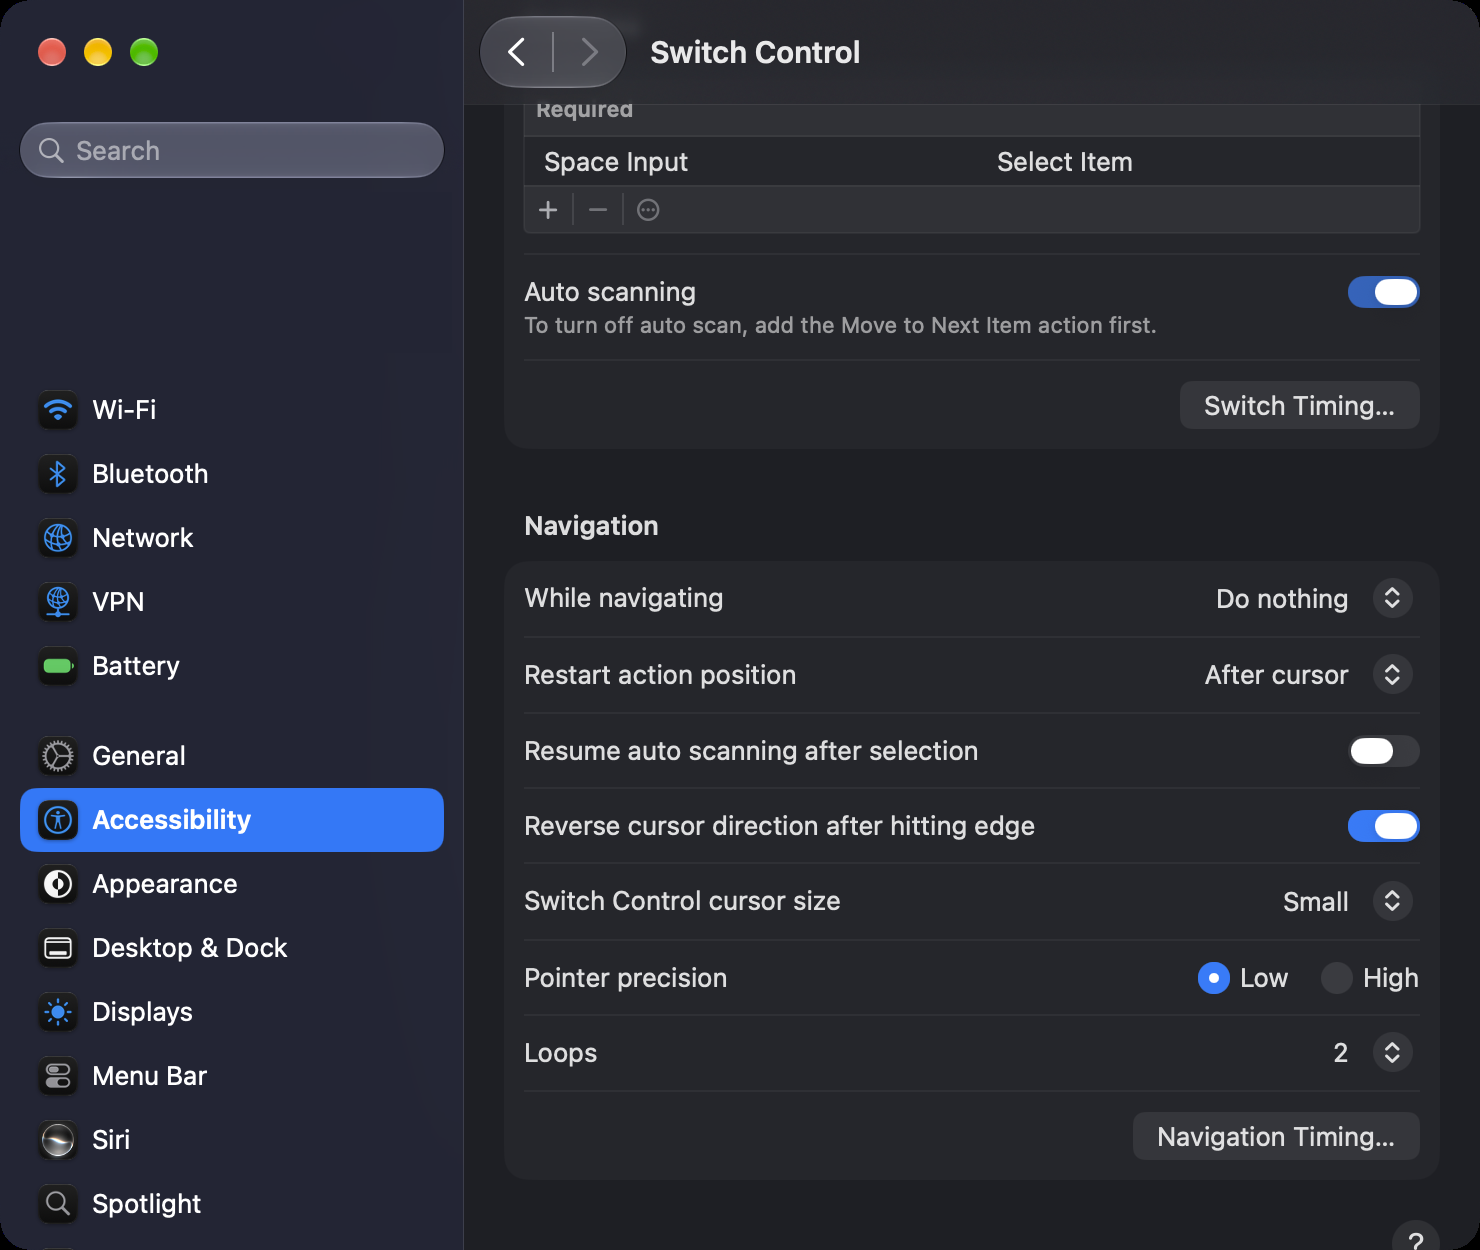 Switch Control
Search
Wi-Fi
Bluetooth
Network
VPN
Battery
General
Accessibility
Appearance
Desktop & Dock
Displays
Menu Bar
Siri
Spotlight
Required
Space Input Select Item
Auto scanning
To turn off auto scan, add the Move to Next Item action first.
Switch Timing...
Navigation
While navigating Do nothing
Restart action position After cursor
Resume auto scanning after selection
Reverse cursor direction after hitting edge
Switch Control cursor size Small
Pointer precision Low High
Loops 2
Navigation Timing...
?